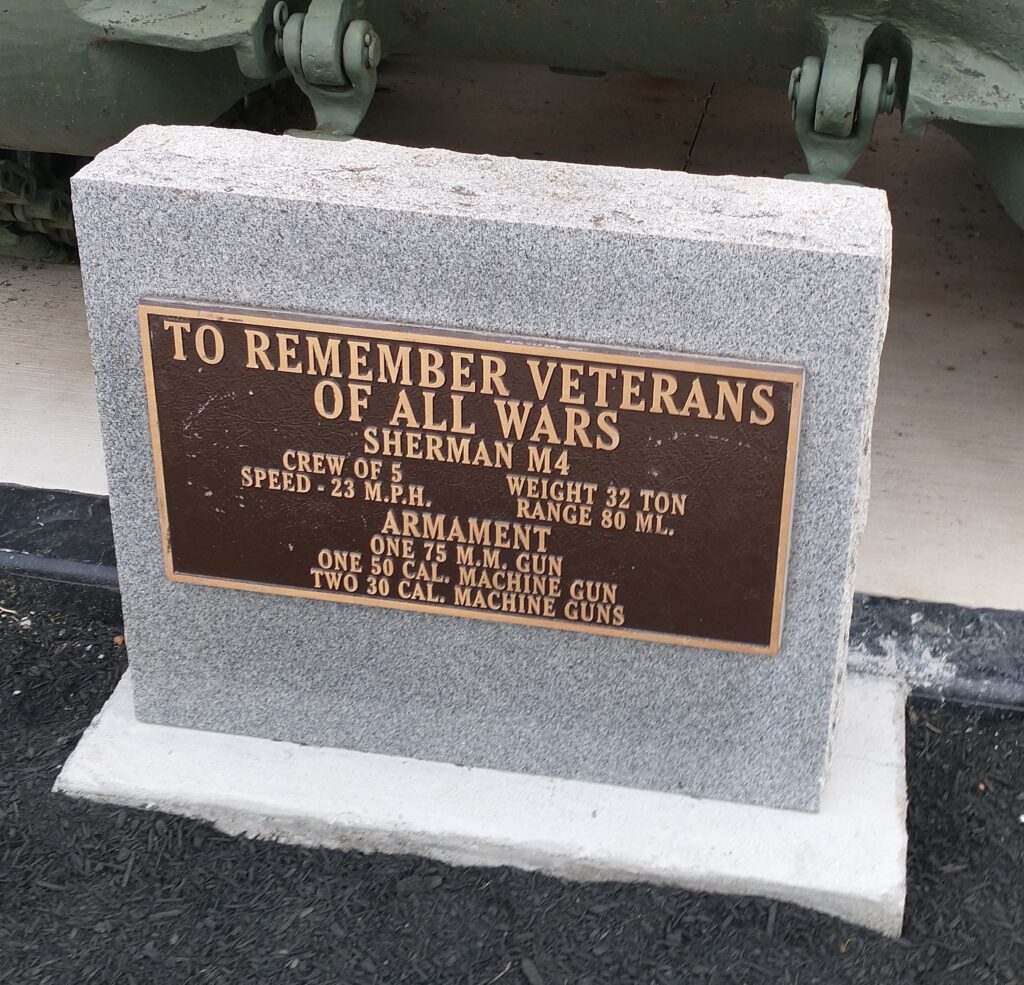 TO REMEMBER VETERANS
OF ALL WARS
SHERMAN M4
CREW OF 5 WEIGHT 32 TON
SPEED - 23 M.P.H. RANGE 80 ML.
ARMAMENT
ONE 75 M.M. GUN
ONE 50 CAL. MACHINE GUN
TWO 30 CAL. MACHINE GUNS